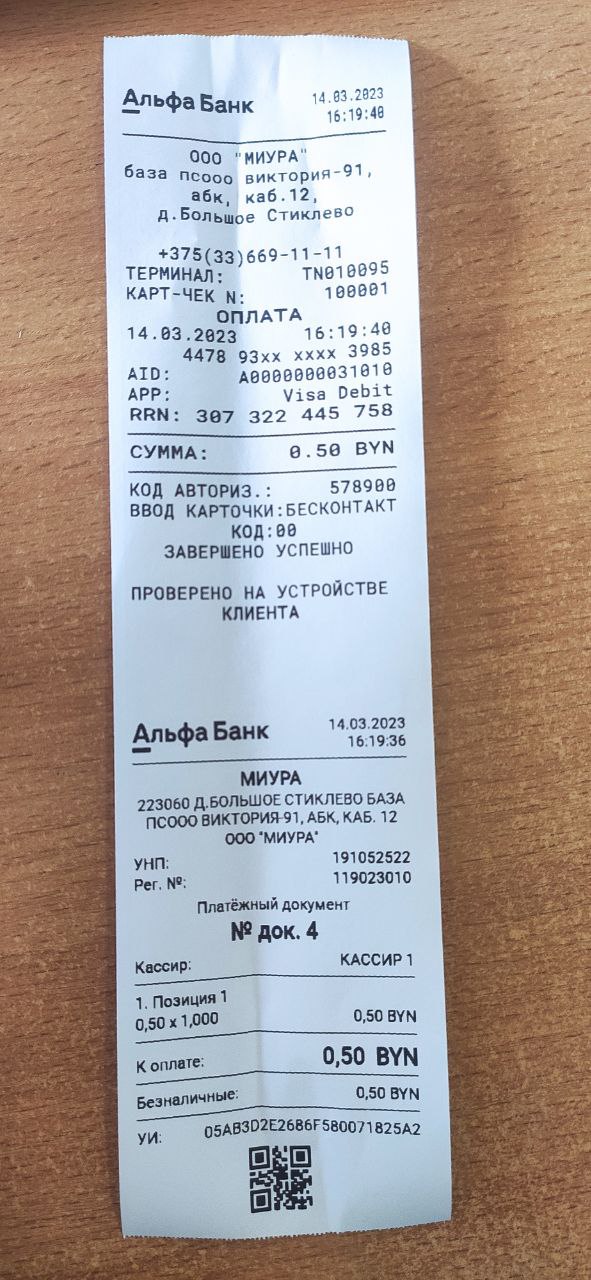 Альфа Банк 14.03.2023
16:19:40
ООО "МИУРА"
база псооо виктория-91,
абк, каб.12,
д.Большое Стиклево
+375(33)669-11-11
ТЕРМИНАЛ: TN010095
КАРТ-ЧЕК N: 100001
ОПЛАТА
14.03.2023 16:19:40
4478 93xx xxxx 3985
AID: A0000000031010
APP: Visa Debit
RRN: 307 322 445 758
СУММА: 0.50 BYN
КОД АВТОРИЗ.: 578900
ВВОД КАРТОЧКИ:БЕСКОНТАКТ
КОД:00
ЗАВЕРШЕНО УСПЕШНО
ПРОВЕРЕНО НА УСТРОЙСТВЕ
КЛИЕНТА
Альфа Банк 14.03.2023
16:19:36
МИУРА
223060 Д.БОЛЬШОЕ СТИКЛЕВО БАЗА
ПСООО ВИКТОРИЯ-91, АБК, КАБ. 12
ООО "МИУРА"
УНП: 191052522
Рег. №: 119023010
Платёжный документ
№ док. 4
Кассир: КАССИР 1
1. Позиция 1
0,50 x 1,000 0,50 BYN
К оплате: 0,50 BYN
Безналичные: 0,50 BYN
УИ: 05AB3D2E2686F580071825A2